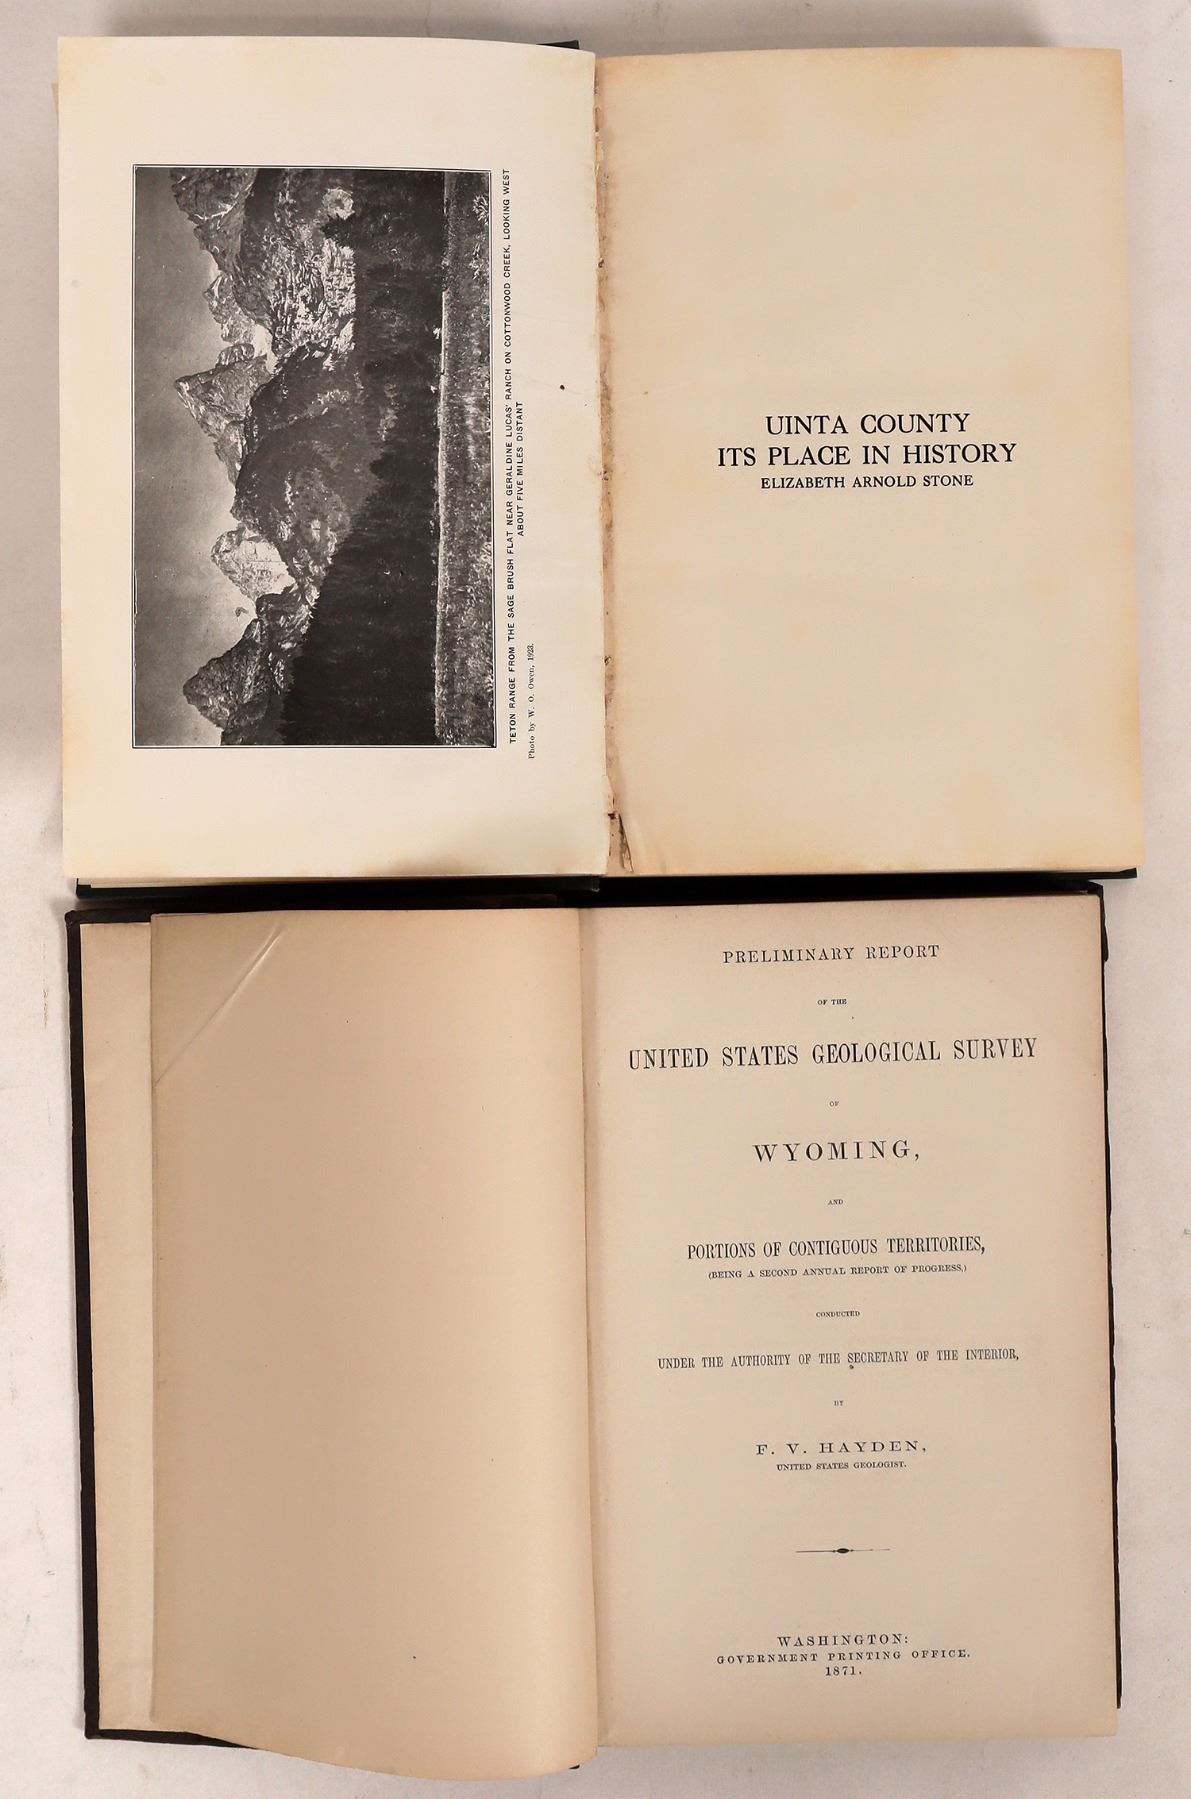 TETON RANGE FROM THE SAGE BRUSH FLAT NEAR GERALDINE LUCAS' RANCH ON COTTONWOOD CREEK, LOOKING WEST
ABOUT FIVE MILES DISTANT
Photo by W. O. Owen, 1923.
UINTA COUNTY
ITS PLACE IN HISTORY
ELIZABETH ARNOLD STONE
PRELIMINARY REPORT
OF THE
UNITED STATES GEOLOGICAL SURVEY
OF
WYOMING,
AND
PORTIONS OF CONTIGUOUS TERRITORIES,
(BEING A SECOND ANNUAL REPORT OF PROGRESS,)
CONDUCTED
UNDER THE AUTHORITY OF THE SECRETARY OF THE INTERIOR,
BY
F. V. HAYDEN,
UNITED STATES GEOLOGIST.
WASHINGTON:
GOVERNMENT PRINTING OFFICE.
1871.